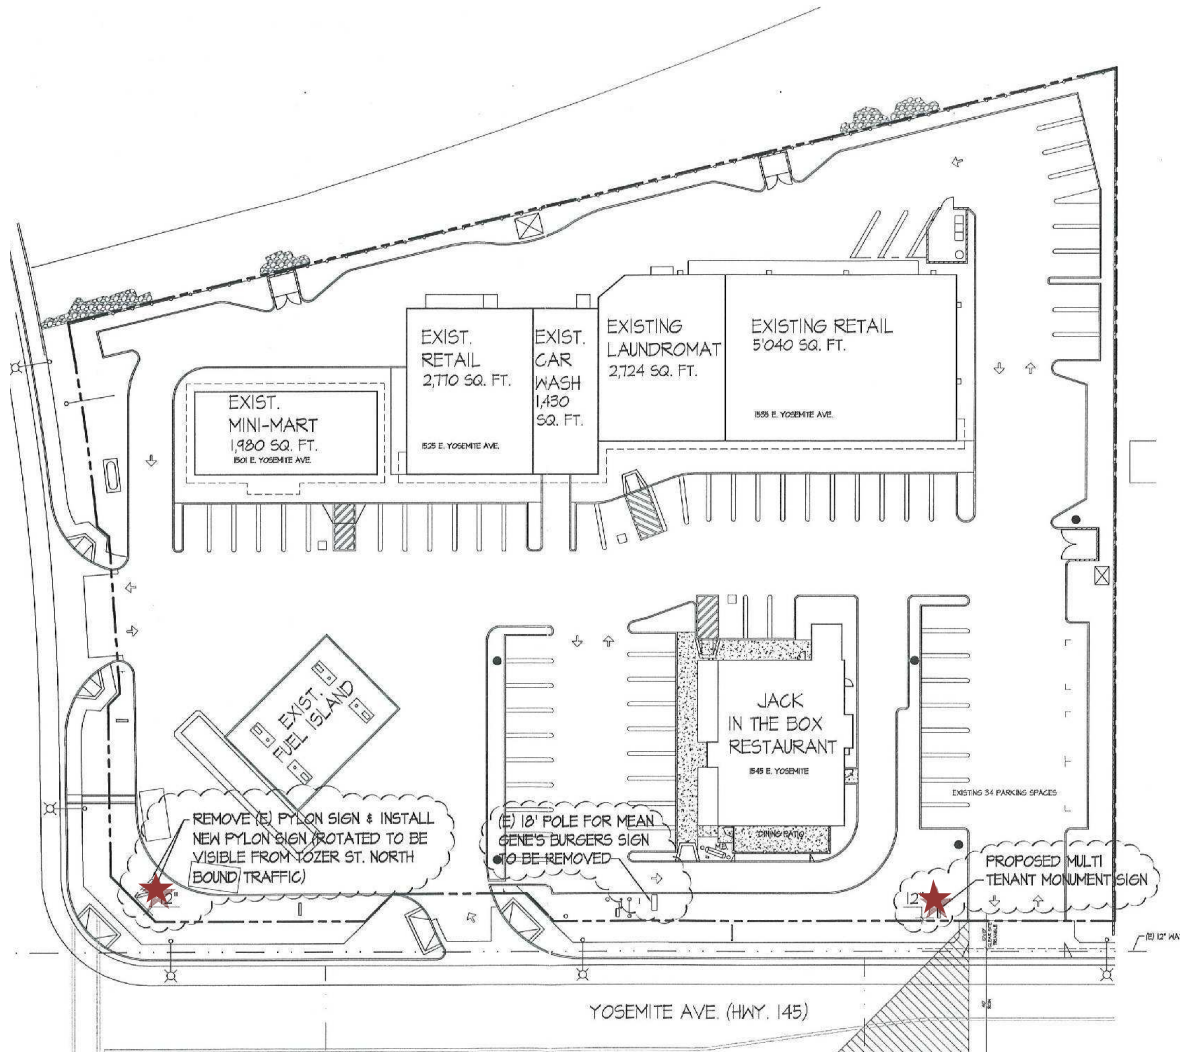 EXIST.
MINI-MART
1,980 SQ. FT.
1501 E. YOSEMITE AVE.
EXIST.
RETAIL
2,770 SQ. FT.
1525 E. YOSEMITE AVE.
EXIST.
CAR
WASH
1,430
SQ. FT.
EXISTING
LAUNDROMAT
2,724 SQ. FT.
EXISTING RETAIL
5'040 SQ. FT.
E. YOSEMITE AVE.
EXIST.
FUEL ISLAND
JACK
IN THE BOX
RESTAURANT
1545 E. YOSEMITE
DINING PATIO
EXISTING 34 PARKING SPACES
REMOVE (E) PYLON SIGN & INSTALL
NEW PYLON SIGN (ROTATED TO BE
VISIBLE FROM TOZER ST. NORTH
BOUND TRAFFIC)
(E) 18' POLE FOR MEAN
GENE'S BURGERS SIGN
TO BE REMOVED
PROPOSED MULTI
TENANT MONUMENT SIGN
(E) 12" WA
YOSEMITE AVE. (HWY. 145)